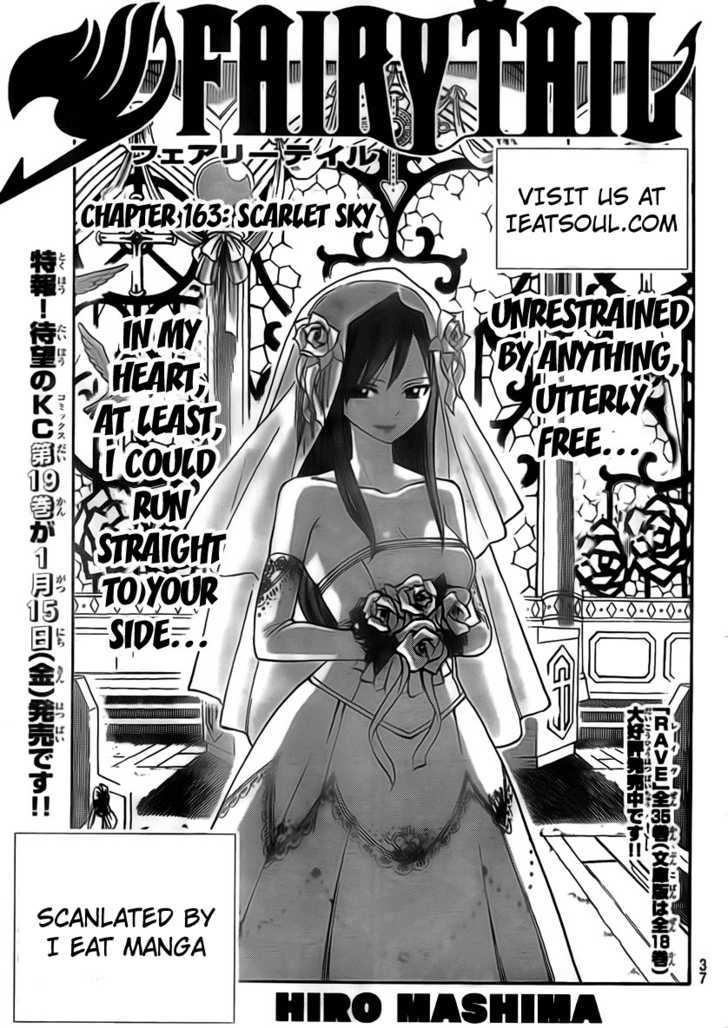 FAIRY TAIL
フェアリーテイル
CHAPTER 163: SCARLET SKY
VISIT US AT
IEATSOUL.COM
UNRESTRAINED
BY ANYTHING,
UTTERLY
FREE...
IN MY
HEART,
AT LEAST,
I COULD
RUN
STRAIGHT
TO YOUR
SIDE...
特報!待望のKC第19巻が1月15日(金)発売です!!
「RAVE」全35巻(文庫版は全18巻)
大好評発売中です!!
SCANLATED BY
I EAT MANGA
37
HIRO MASHIMA